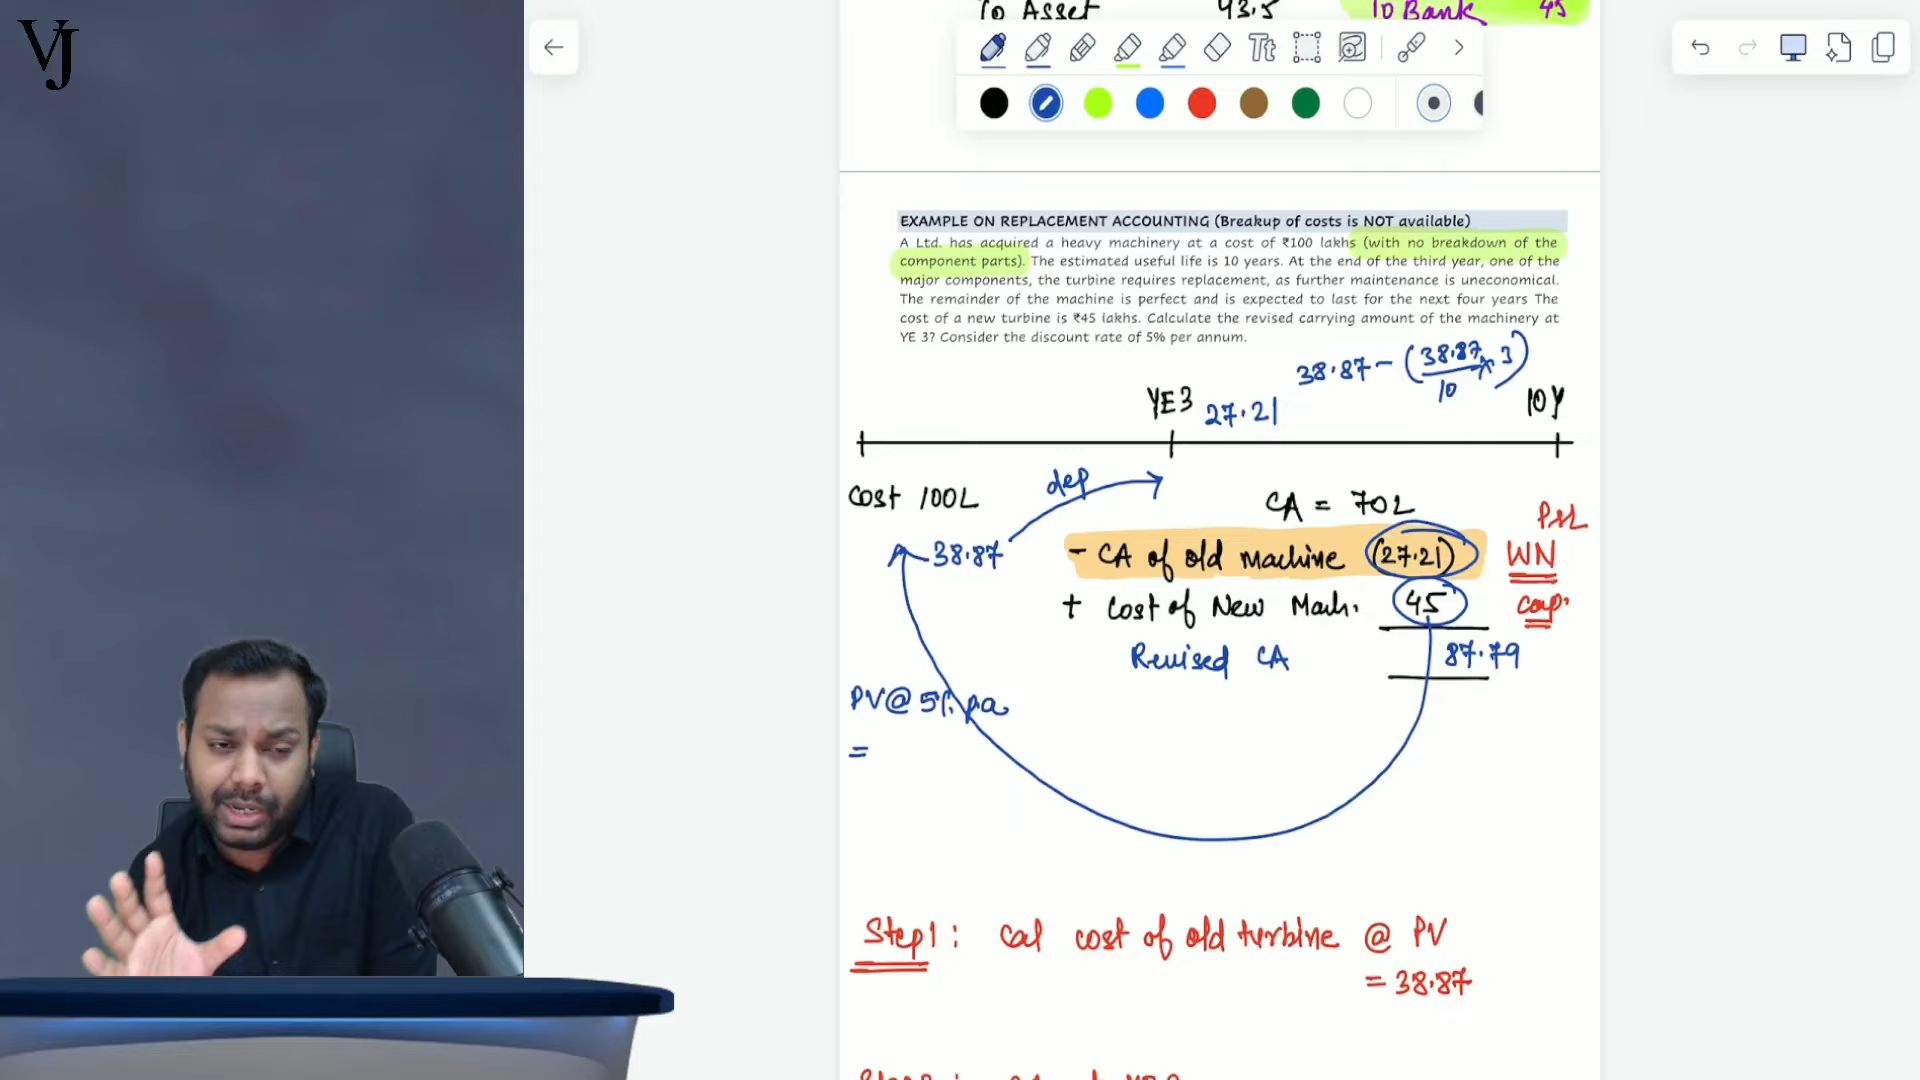 VJ
To Asset 43.5 To Bank 45
Tt
EXAMPLE ON REPLACEMENT ACCOUNTING (Breakup of costs is NOT available)
A Ltd. has acquired a heavy machinery at a cost of ₹100 lakhs (with no breakdown of the
component parts). The estimated useful life is 10 years. At the end of the third year, one of the
major components, the turbine requires replacement, as further maintenance is uneconomical.
The remainder of the machine is perfect and is expected to last for the next four years The
cost of a new turbine is ₹45 lakhs. Calculate the revised carrying amount of the machinery at
YE 3? Consider the discount rate of 5% per annum.
38.87 - (38.87/10 x 3)
YE3 27.21 10Y
Cost 100L dep CA = 70L
P&L
38.87 - CA of old machine (27.21) WN
+ Cost of New Mach. 45 cap.
Revised CA 87.79
PV@ 5% pa
=
Step1: Cal cost of old turbine @ PV
= 38.87